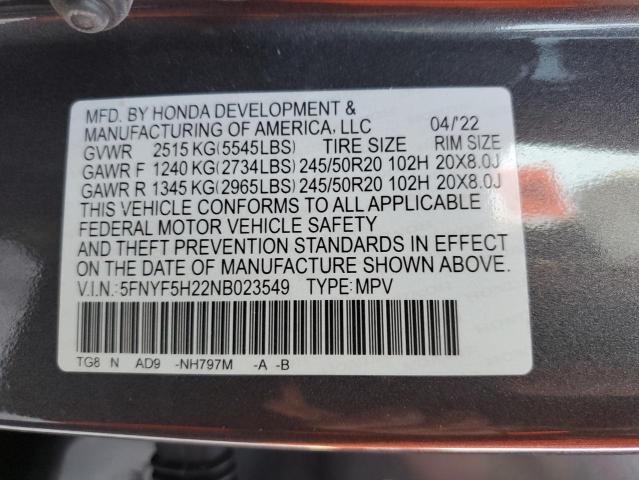 MFD. BY HONDA DEVELOPMENT &
MANUFACTURING OF AMERICA, LLC 04/'22
GVWR 2515 KG(5545LBS) TIRE SIZE RIM SIZE
GAWR F 1240 KG(2734LBS) 245/50R20 102H 20X8.0J
GAWR R 1345 KG(2965LBS) 245/50R20 102H 20X8.0J
THIS VEHICLE CONFORMS TO ALL APPLICABLE
FEDERAL MOTOR VEHICLE SAFETY
AND THEFT PREVENTION STANDARDS IN EFFECT
ON THE DATE OF MANUFACTURE SHOWN ABOVE.
V.I.N.:5FNYF5H22NB023549 TYPE:MPV
TG8 N AD9 -NH797M -A -B